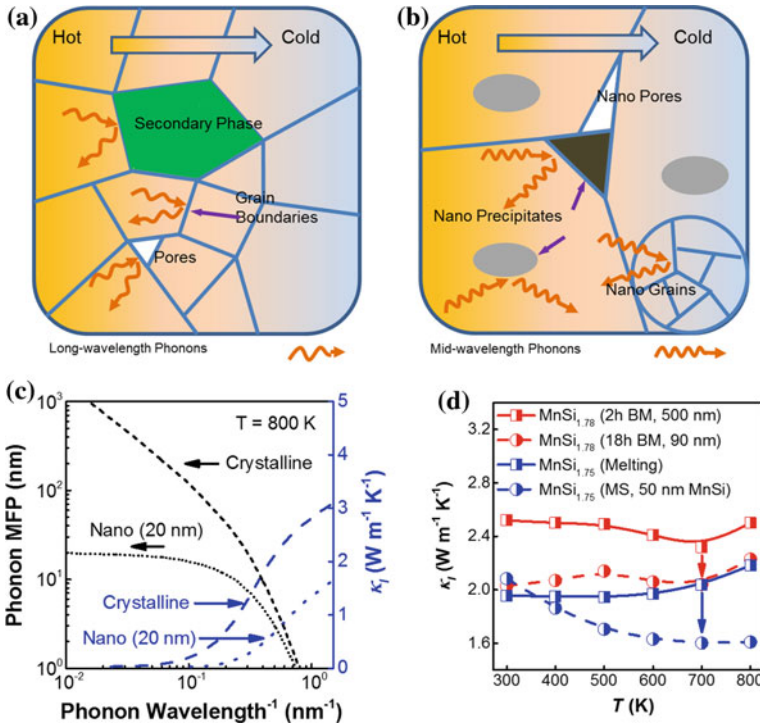 (a)
Hot
Cold
Secondary Phase
Grain
Boundaries
Pores
Long-wavelength Phonons
(b)
Hot
Cold
Nano Pores
Nano Precipitates
Nano Grains
Mid-wavelength Phonons
(c)
T = 800 K
Crystalline
Nano (20 nm)
Crystalline
Nano (20 nm)
Phonon MFP (nm)
10³
10²
10¹
10⁰
κₗ (W m⁻¹ K⁻¹)
5
4
3
2
1
0
10⁻² 10⁻¹ 10⁰
Phonon Wavelength⁻¹ (nm⁻¹)
(d)
MnSi₁.₇₈ (2h BM, 500 nm)
MnSi₁.₇₈ (18h BM, 90 nm)
MnSi₁.₇₅ (Melting)
MnSi₁.₇₅ (MS, 50 nm MnSi)
κₗ (W m⁻¹ K⁻¹)
3.2
2.8
2.4
2.0
1.6
300 400 500 600 700 800
T (K)